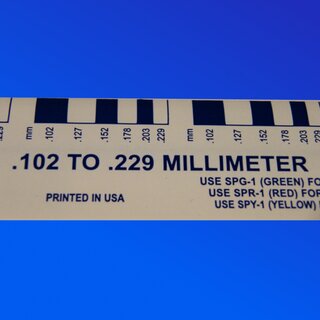 .229 mm .102 .127 .152 .178 .203 .229 mm .102 .127 .152 .178 .203
.102 TO .229 MILLIMETER
USE SPG-1 (GREEN) FO
PRINTED IN USA USE SPR-1 (RED) FOR
USE SPY-1 (YELLOW)